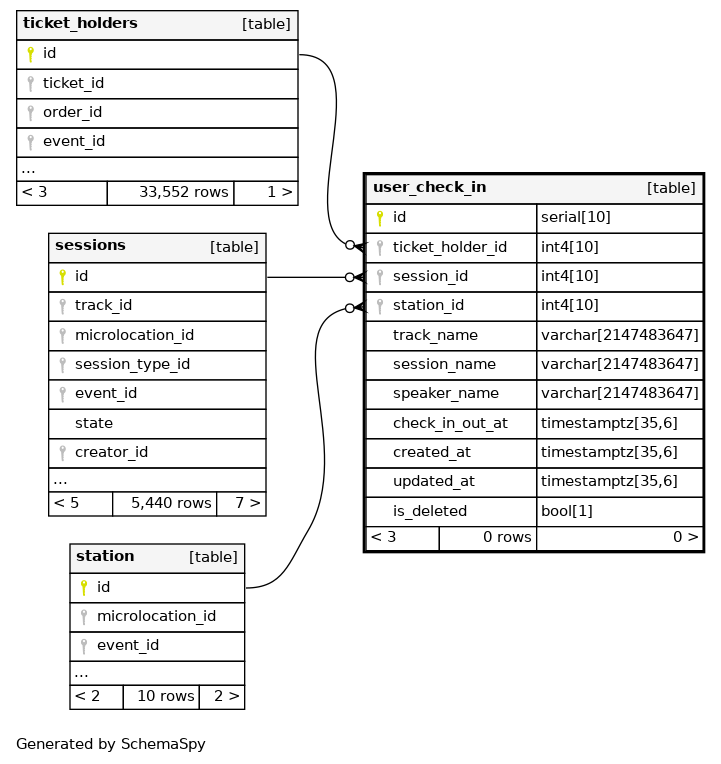 ticket_holders [table]
id
ticket_id
order_id
event_id
...
< 3 33,552 rows 1 >
sessions [table]
id
track_id
microlocation_id
session_type_id
event_id
state
creator_id
...
< 5 5,440 rows 7 >
station [table]
id
microlocation_id
event_id
...
< 2 10 rows 2 >
user_check_in [table]
id serial[10]
ticket_holder_id int4[10]
session_id int4[10]
station_id int4[10]
track_name varchar[2147483647]
session_name varchar[2147483647]
speaker_name varchar[2147483647]
check_in_out_at timestamptz[35,6]
created_at timestamptz[35,6]
updated_at timestamptz[35,6]
is_deleted bool[1]
< 3 0 rows 0 >
Generated by SchemaSpy